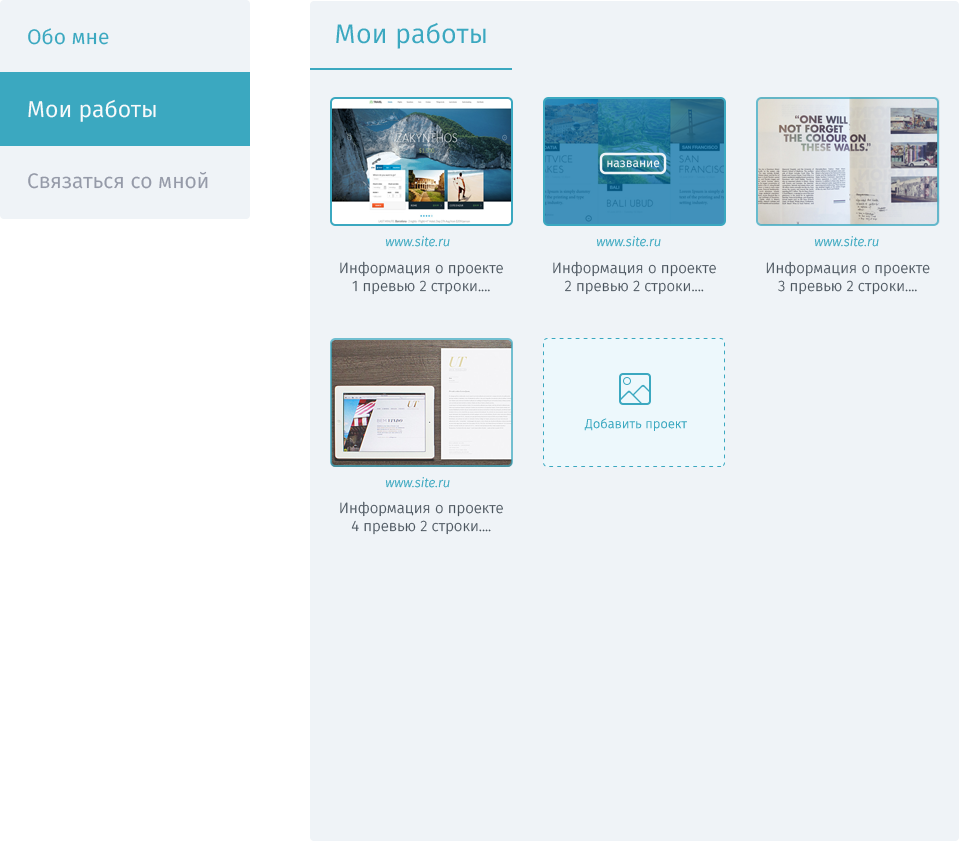 Обо мне
Мои работы
Связаться со мной
Мои работы
ZAKYNTHOS
название
SAN FRANCISCO
BALI
BALI UBUD
"ONE WILL
NOT FORGET
THE COLOUR ON
THESE WALLS."
www.site.ru
www.site.ru
www.site.ru
Информация о проекте
1 превью 2 строки....
Информация о проекте
2 превью 2 строки....
Информация о проекте
3 превью 2 строки....
UT
UT
Добавить проект
www.site.ru
Информация о проекте
4 превью 2 строки....